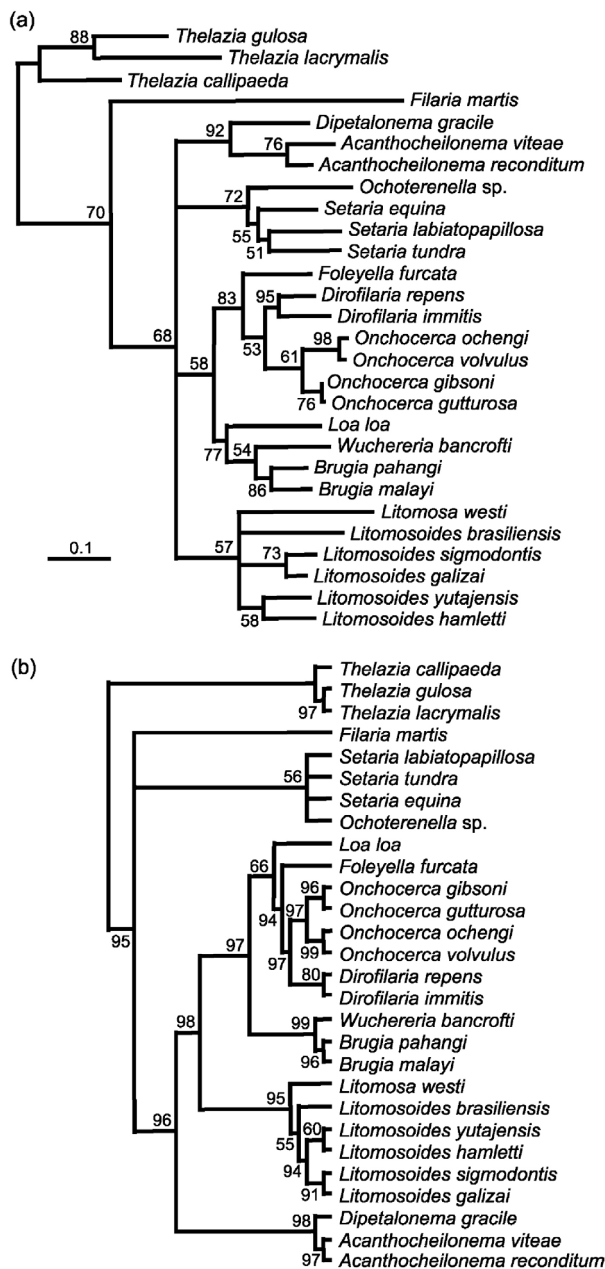 (a)
88 Thelazia gulosa
Thelazia lacrymalis
Thelazia callipaeda
Filaria martis
92 Dipetalonema gracile
76 Acanthocheilonema viteae
Acanthocheilonema reconditum
70
72 Ochoterenella sp.
Setaria equina
55 Setaria labiatopapillosa
51 Setaria tundra
Foleyella furcata
83 95 Dirofilaria repens
Dirofilaria immitis
68 53 98 Onchocerca ochengi
58 61 Onchocerca volvulus
Onchocerca gibsoni
76 Onchocerca gutturosa
Loa loa
77 54 Wuchereria bancrofti
Brugia pahangi
86 Brugia malayi
Litomosa westi
Litomosoides brasiliensis
0.1 57 73 Litomosoides sigmodontis
Litomosoides galizai
Litomosoides yutajensis
58 Litomosoides hamletti
(b)
Thelazia callipaeda
Thelazia gulosa
97 Thelazia lacrymalis
Filaria martis
Setaria labiatopapillosa
56 Setaria tundra
Setaria equina
Ochoterenella sp.
Loa loa
66 Foleyella furcata
96 Onchocerca gibsoni
94 97 Onchocerca gutturosa
Onchocerca ochengi
95 97 97 99 Onchocerca volvulus
80 Dirofilaria repens
Dirofilaria immitis
99 Wuchereria bancrofti
98 Brugia pahangi
96 Brugia malayi
95 Litomosa westi
Litomosoides brasiliensis
96 55 60 Litomosoides yutajensis
Litomosoides hamletti
94 Litomosoides sigmodontis
91 Litomosoides galizai
98 Dipetalonema gracile
Acanthocheilonema viteae
97 Acanthocheilonema reconditum